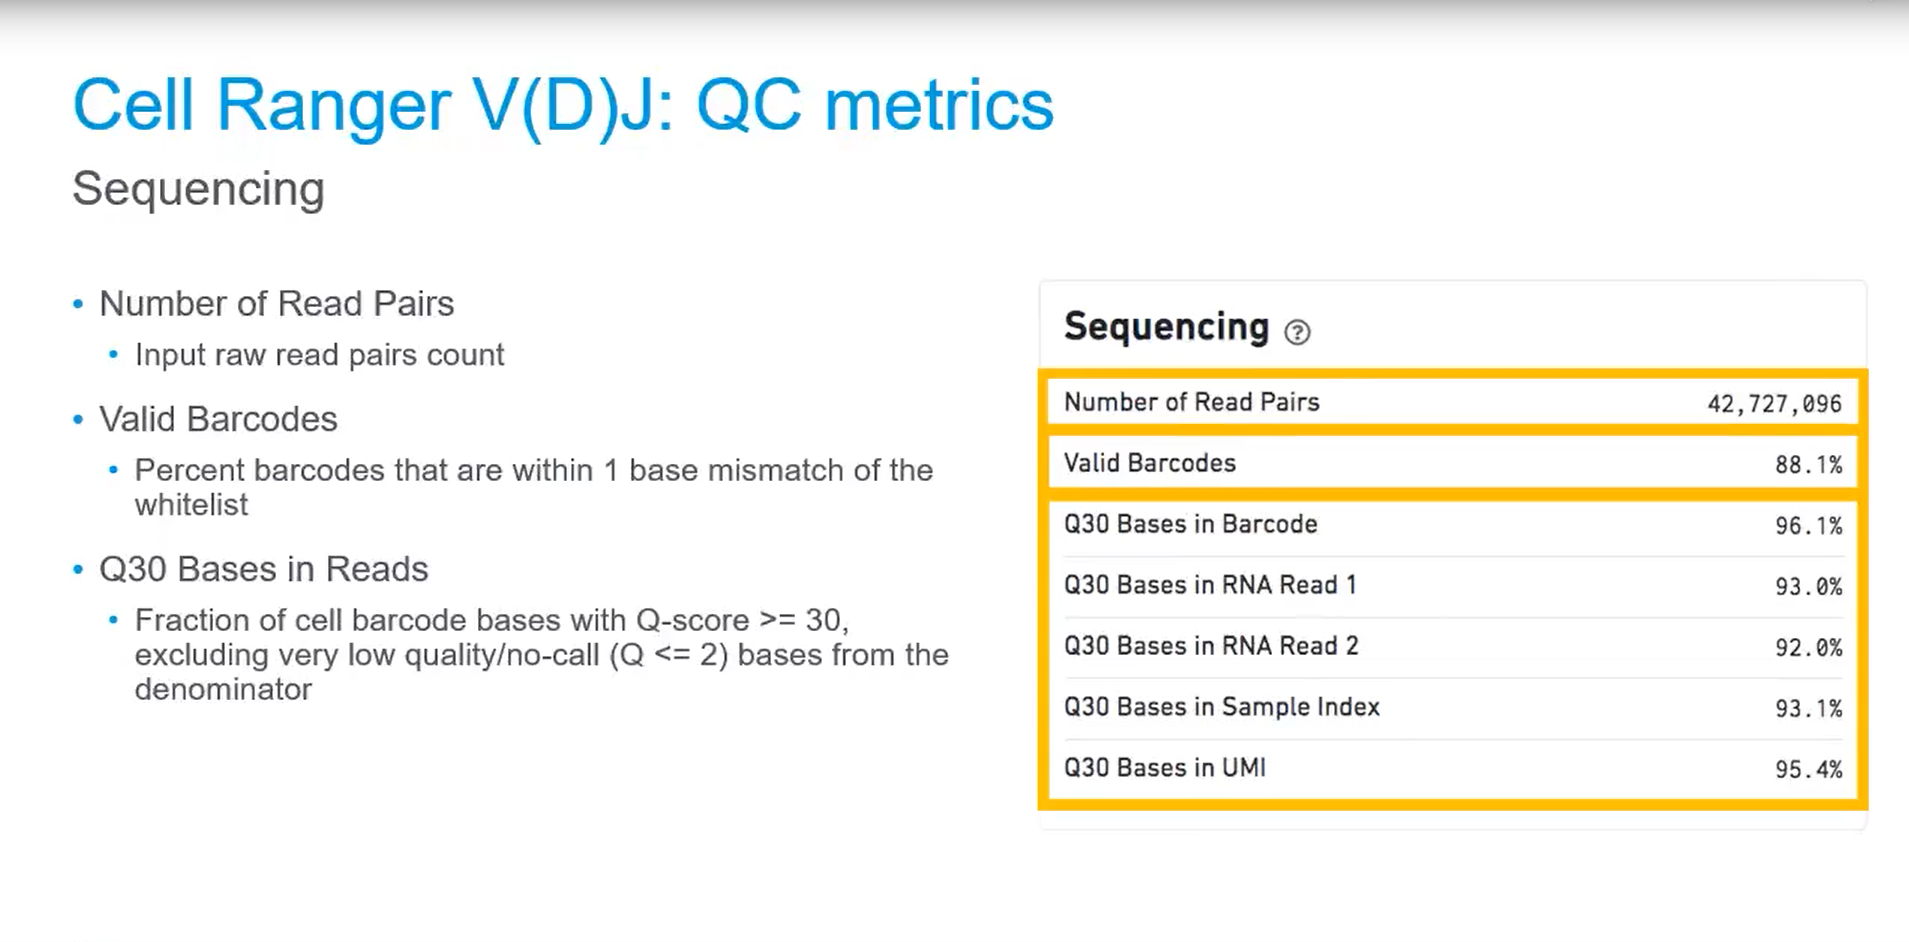 Cell Ranger V(D)J: QC metrics
Sequencing
• Number of Read Pairs
• Input raw read pairs count
• Valid Barcodes
• Percent barcodes that are within 1 base mismatch of the
whitelist
• Q30 Bases in Reads
• Fraction of cell barcode bases with Q-score >= 30,
excluding very low quality/no-call (Q <= 2) bases from the
denominator
Sequencing ?
Number of Read Pairs 42,727,096
Valid Barcodes 88.1%
Q30 Bases in Barcode 96.1%
Q30 Bases in RNA Read 1 93.0%
Q30 Bases in RNA Read 2 92.0%
Q30 Bases in Sample Index 93.1%
Q30 Bases in UMI 95.4%